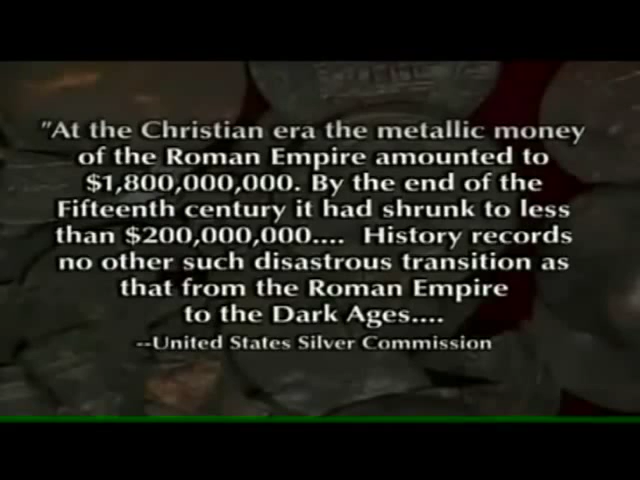 "At the Christian era the metallic money
of the Roman Empire amounted to
$1,800,000,000. By the end of the
Fifteenth century it had shrunk to less
than $200,000,000.... History records
no other such disastrous transition as
that from the Roman Empire
to the Dark Ages....
--United States Silver Commission